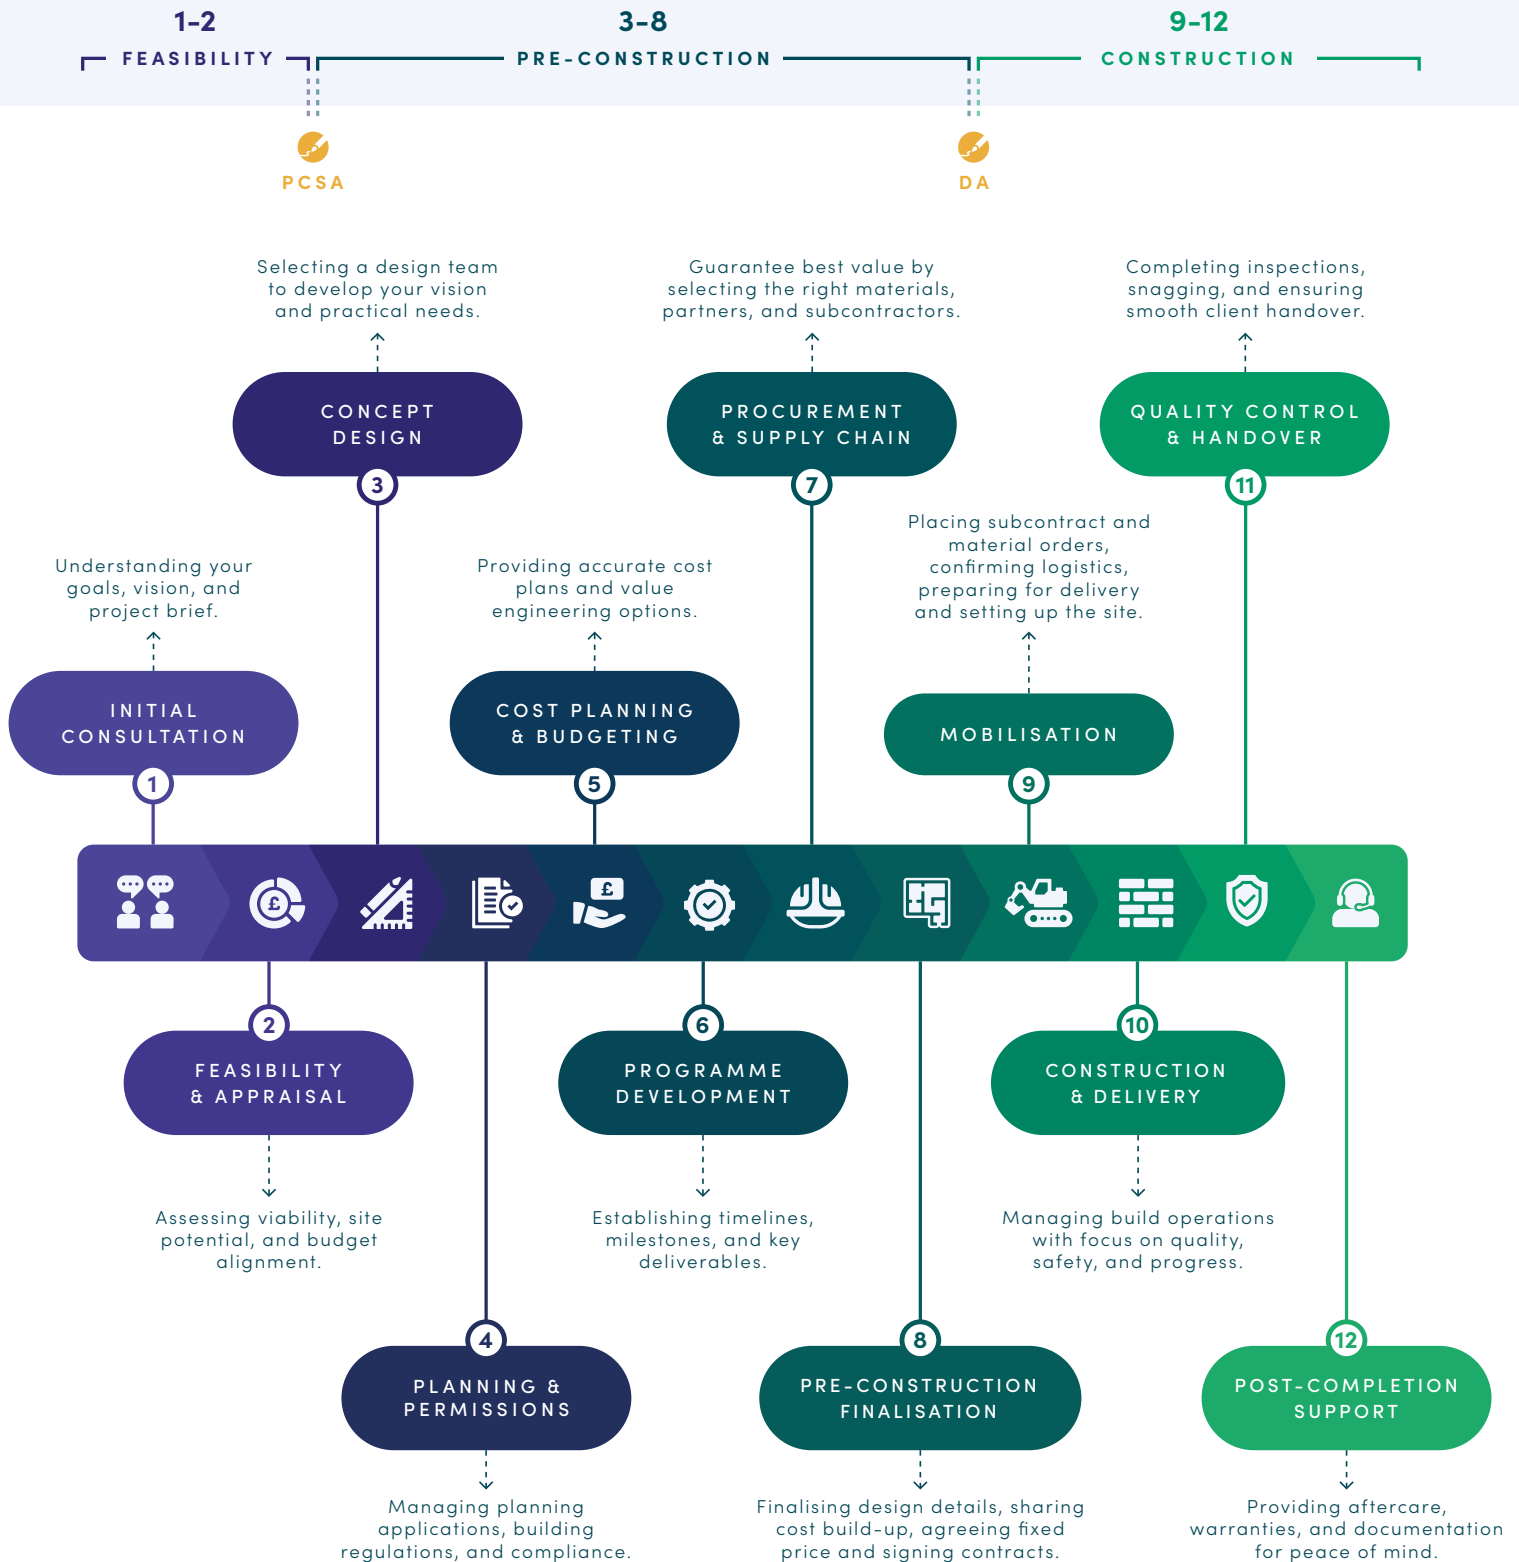 1-2
FEASIBILITY
3-8
PRE-CONSTRUCTION
9-12
CONSTRUCTION
PCSA
DA
Selecting a design team
to develop your vision
and practical needs.
CONCEPT
DESIGN
3
Guarantee best value by
selecting the right materials,
partners, and subcontractors.
PROCUREMENT
& SUPPLY CHAIN
7
Completing inspections,
snagging, and ensuring
smooth client handover.
QUALITY CONTROL
& HANDOVER
11
Understanding your
goals, vision, and
project brief.
INITIAL
CONSULTATION
1
Providing accurate cost
plans and value
engineering options.
COST PLANNING
& BUDGETING
5
Placing subcontract and
material orders,
confirming logistics,
preparing for delivery
and setting up the site.
MOBILISATION
9
£
£
2
FEASIBILITY
& APPRAISAL
Assessing viability, site
potential, and budget
alignment.
6
PROGRAMME
DEVELOPMENT
Establishing timelines,
milestones, and key
deliverables.
10
CONSTRUCTION
& DELIVERY
Managing build operations
with focus on quality,
safety, and progress.
4
PLANNING &
PERMISSIONS
Managing planning
applications, building
regulations, and compliance.
8
PRE-CONSTRUCTION
FINALISATION
Finalising design details, sharing
cost build-up, agreeing fixed
price and signing contracts.
12
POST-COMPLETION
SUPPORT
Providing aftercare,
warranties, and documentation
for peace of mind.